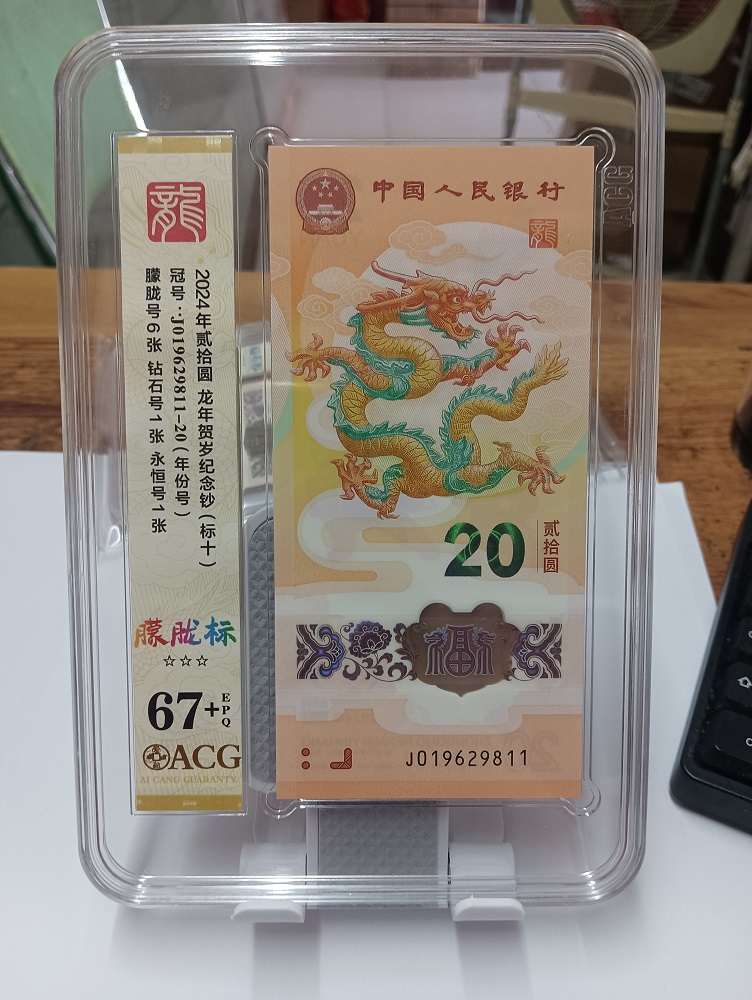 龍
2024年贰拾圆 龙年贺岁纪念钞（标十）
冠号：J019629811-20（年份号）
朦胧号6张 钻石号1张 永恒号1张
朦胧标
☆☆☆
67+EPQ
ACG
AI CANG GUARANTY
中国人民银行
龍
20
贰拾圆
福
J019629811
ACG